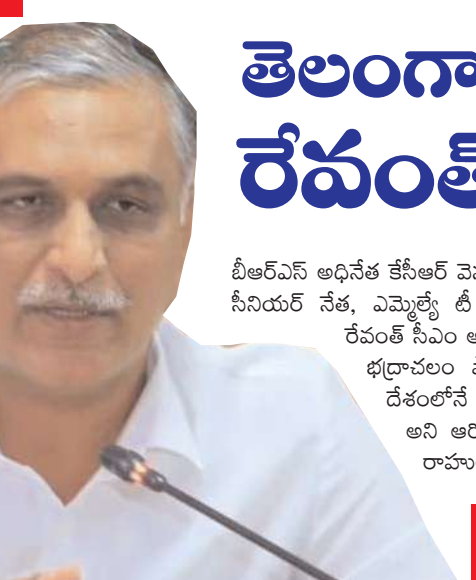 తెలంగా
రేవంత్
బీఆర్ఎస్ అధినేత కేసీఆర్
సీనియర్ నేత, ఎమ్మెల్యే టీ
రేవంత్ సీఎం
భద్రాచలం
దేశంలోనే
అని
రాహు